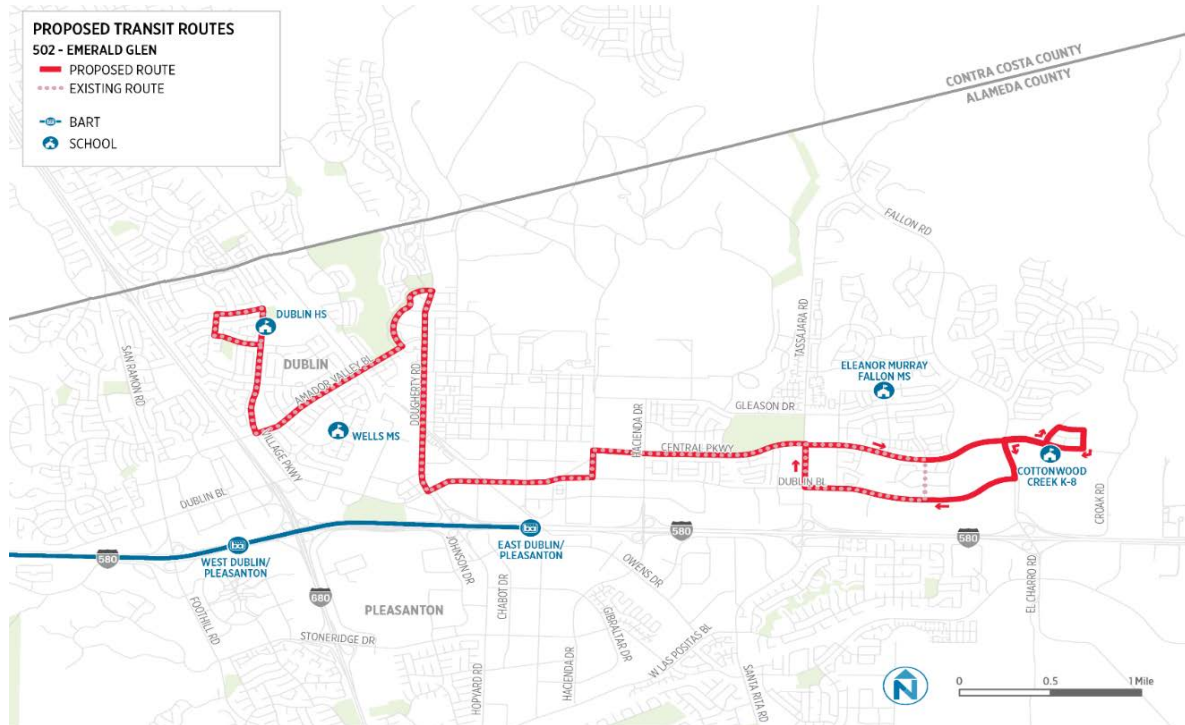 PROPOSED TRANSIT ROUTES
502 - EMERALD GLEN
PROPOSED ROUTE
EXISTING ROUTE
BART
SCHOOL
CONTRA COSTA COUNTY
ALAMEDA COUNTY
FALLON RD
DUBLIN HS
DUBLIN
SAN RAMON RD
AMADOR VALLEY BL
DOUGHERTY RD
TASSAJARA RD
ELEANOR MURRAY
FALLON MS
GLEASON DR
HACIENDA DR
WELLS MS
VILLAGE PKWY
CENTRAL PKWY
COTTONWOOD
CREEK K-8
DUBLIN BL
DUBLIN BL
CROAK RD
580
WEST DUBLIN/
PLEASANTON
EAST DUBLIN/
PLEASANTON
580
580
JOHNSON DR
OWENS DR
CHABOT DR
EL CHARRO RD
680
FOOTHILL RD
PLEASANTON
STONERIDGE DR
GIBRALTAR DR
W LAS POSITAS BL
HOPYARD RD
HACIENDA DR
SANTA RITA RD
N
0 0.5 1 Mile